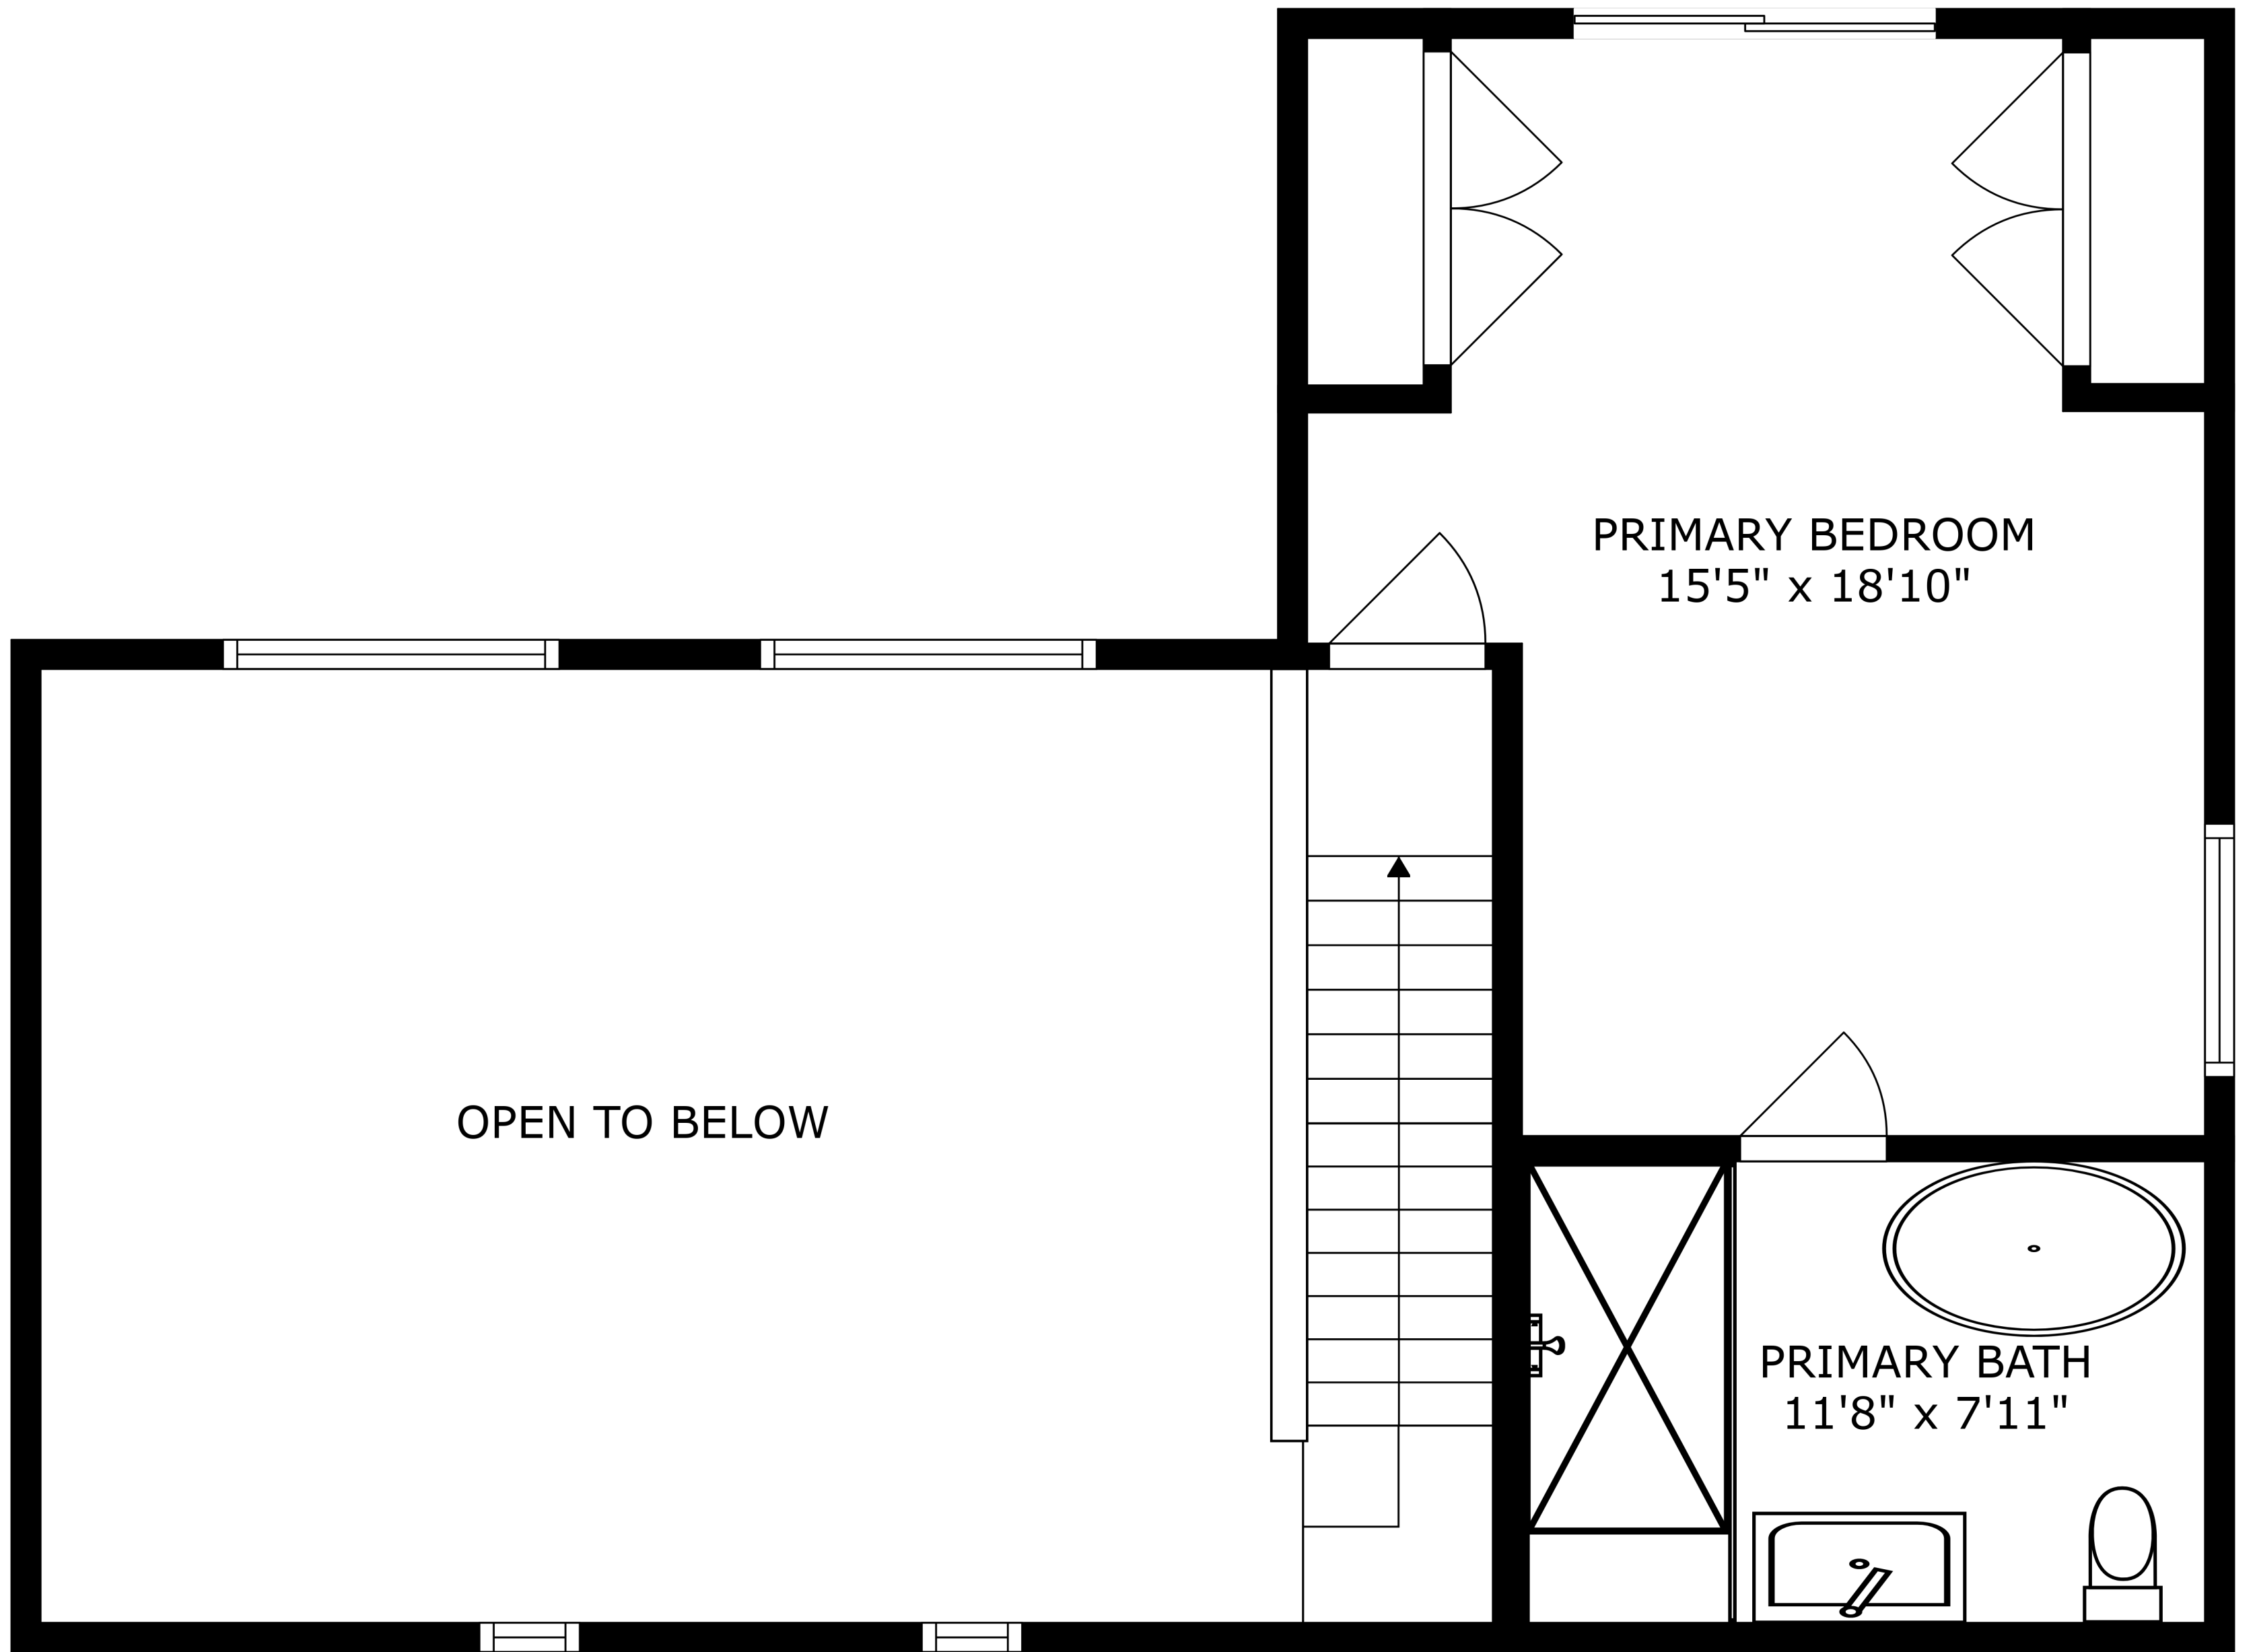 PRIMARY BEDROOM
15'5" x 18'10"
OPEN TO BELOW
PRIMARY BATH
11'8" x 7'11"